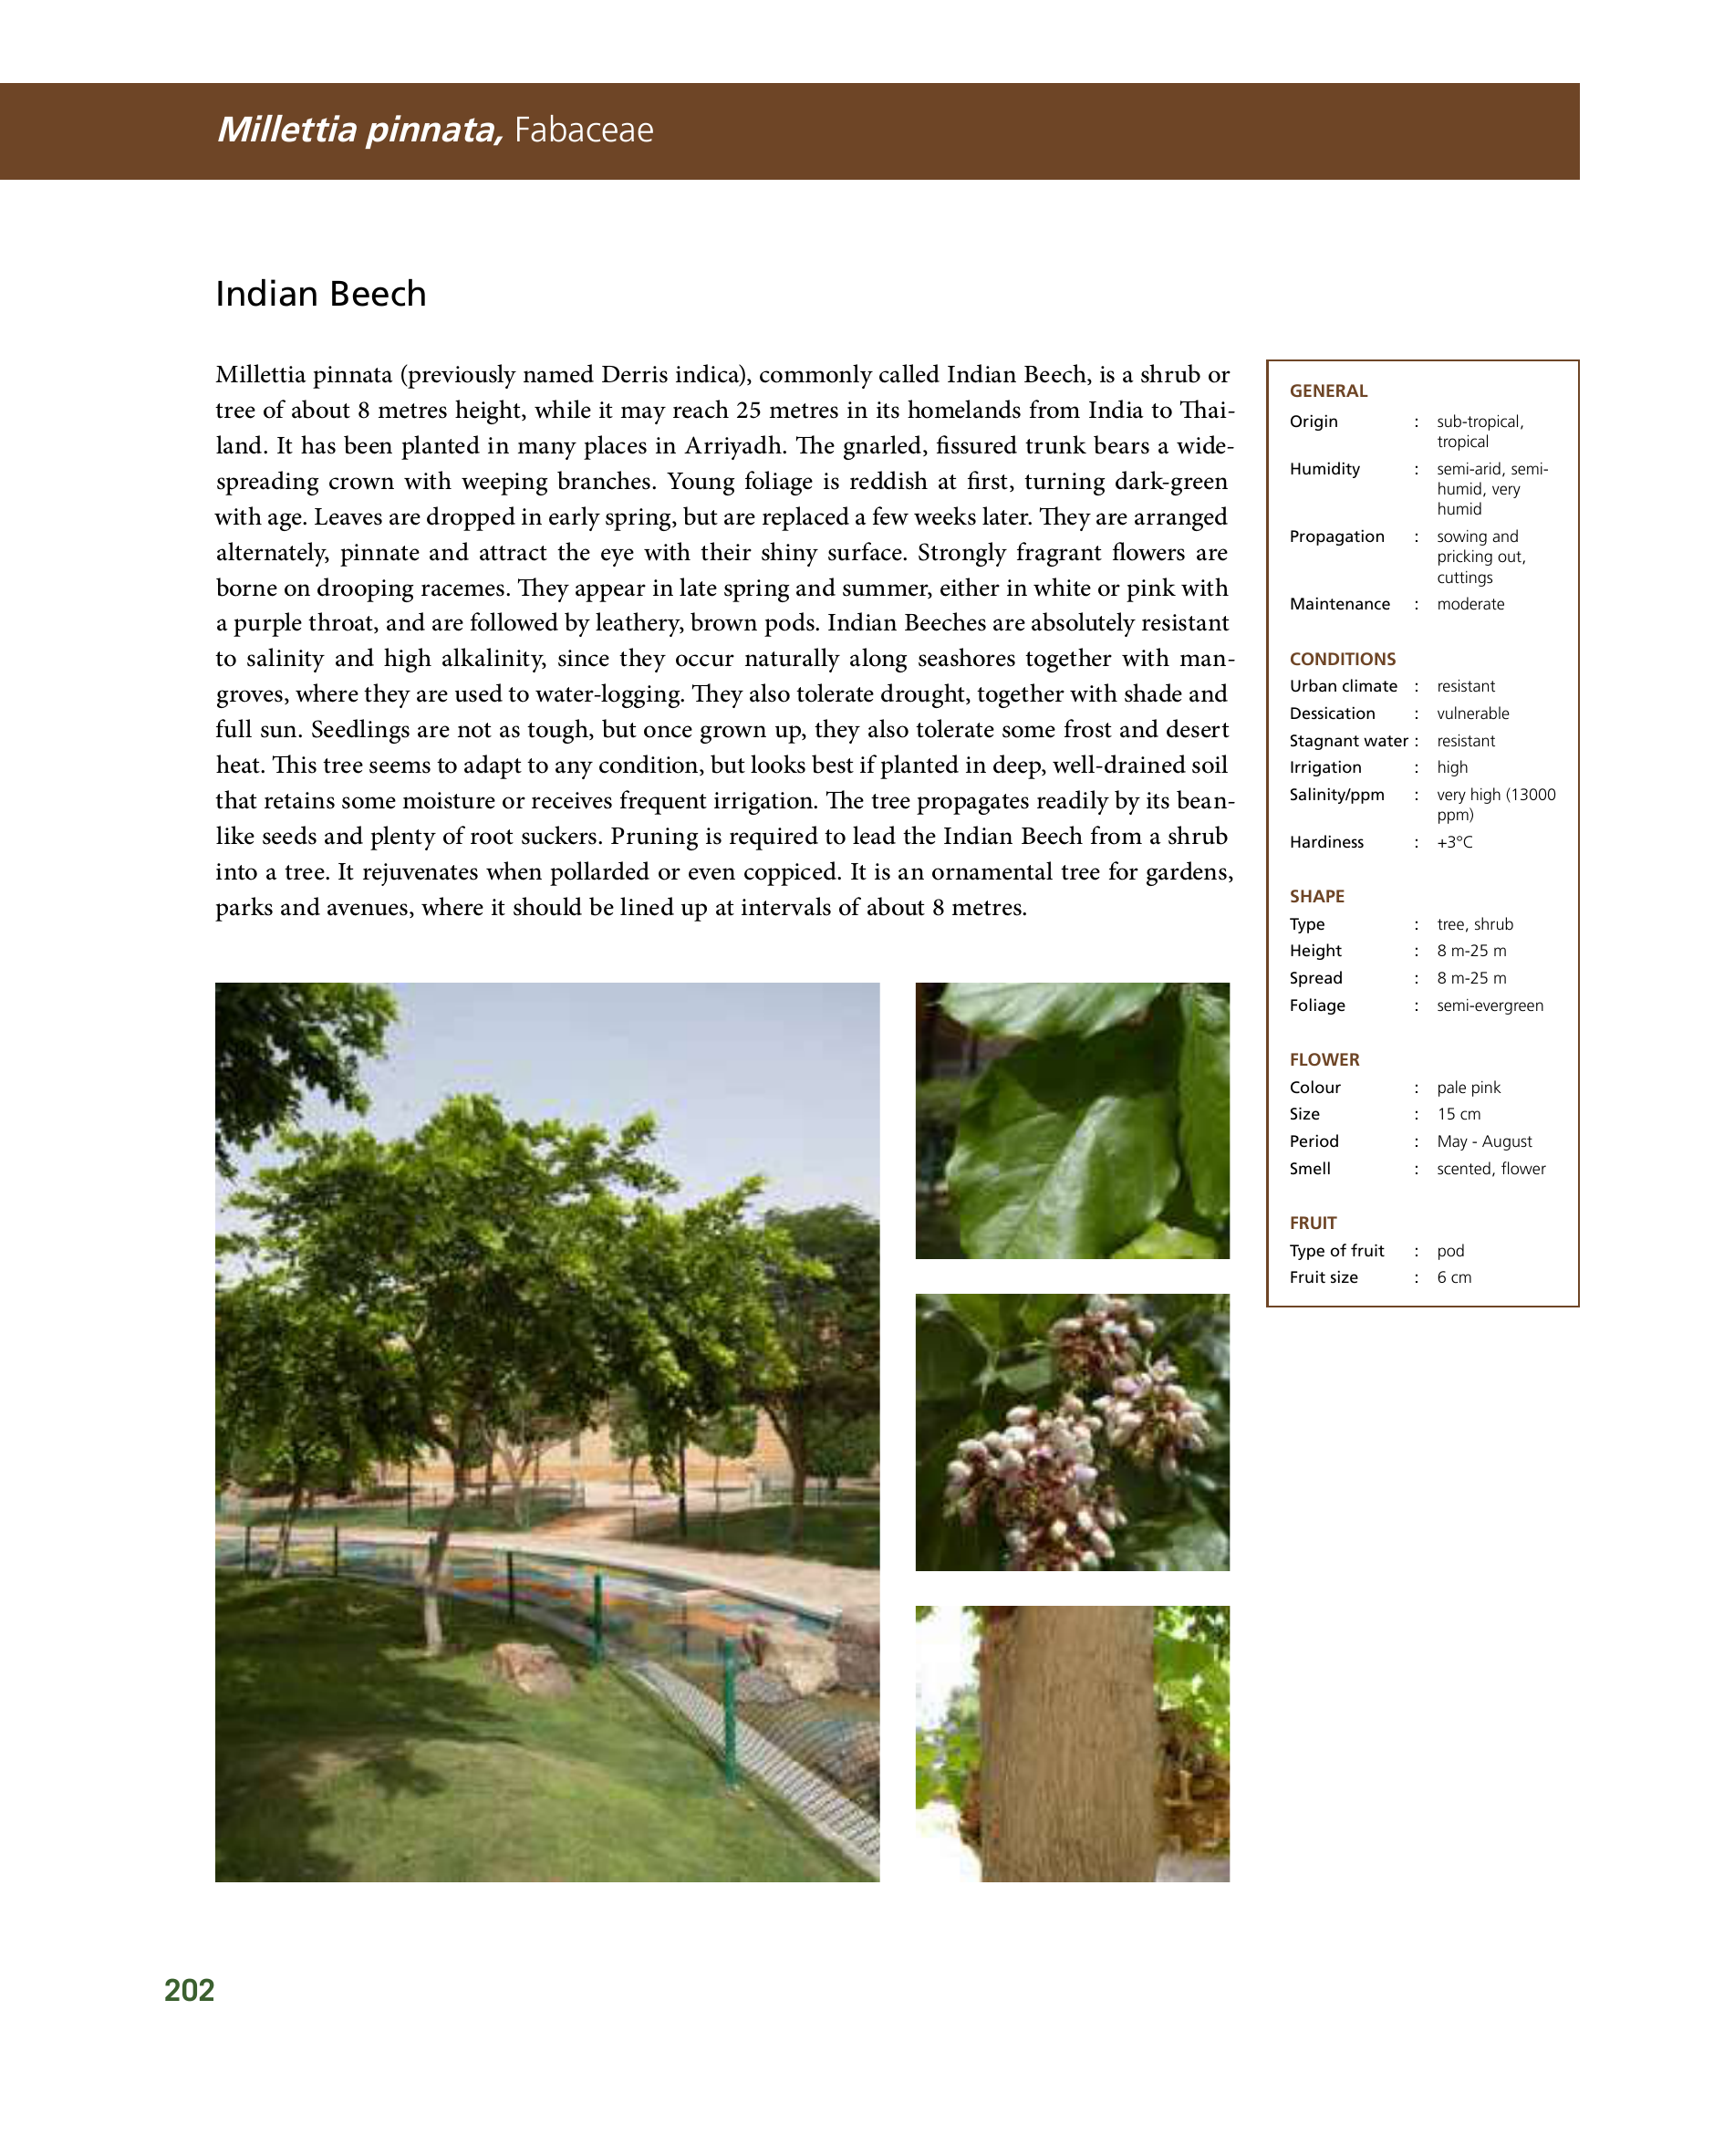 Millettia pinnata, Fabaceae
Indian Beech
Millettia pinnata (previously named Derris indica), commonly called Indian Beech, is a shrub or
tree of about 8 metres height, while it may reach 25 metres in its homelands from India to Thai-
land. It has been planted in many places in Arriyadh. The gnarled, fissured trunk bears a wide-
spreading crown with weeping branches. Young foliage is reddish at first, turning dark-green
with age. Leaves are dropped in early spring, but are replaced a few weeks later. They are arranged
alternately, pinnate and attract the eye with their shiny surface. Strongly fragrant flowers are
borne on drooping racemes. They appear in late spring and summer, either in white or pink with
a purple throat, and are followed by leathery, brown pods. Indian Beeches are absolutely resistant
to salinity and high alkalinity, since they occur naturally along seashores together with man-
groves, where they are used to water-logging. They also tolerate drought, together with shade and
full sun. Seedlings are not as tough, but once grown up, they also tolerate some frost and desert
heat. This tree seems to adapt to any condition, but looks best if planted in deep, well-drained soil
that retains some moisture or receives frequent irrigation. The tree propagates readily by its bean-
like seeds and plenty of root suckers. Pruning is required to lead the Indian Beech from a shrub
into a tree. It rejuvenates when pollarded or even coppiced. It is an ornamental tree for gardens,
parks and avenues, where it should be lined up at intervals of about 8 metres.
GENERAL
Origin : sub-tropical,
tropical
Humidity : semi-arid, semi-
humid, very
humid
Propagation : sowing and
pricking out,
cuttings
Maintenance : moderate
CONDITIONS
Urban climate : resistant
Dessication : vulnerable
Stagnant water : resistant
Irrigation : high
Salinity/ppm : very high (13000
ppm)
Hardiness : +3°C
SHAPE
Type : tree, shrub
Height : 8 m-25 m
Spread : 8 m-25 m
Foliage : semi-evergreen
FLOWER
Colour : pale pink
Size : 15 cm
Period : May - August
Smell : scented, flower
FRUIT
Type of fruit : pod
Fruit size : 6 cm
202